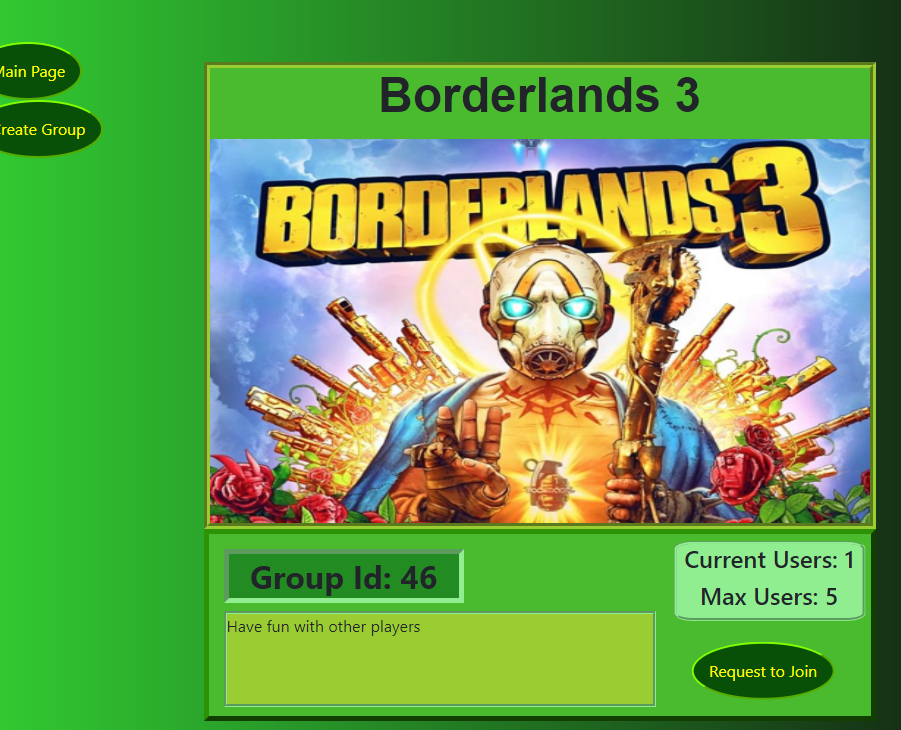 Main Page
Create Group
Borderlands 3
BORDERLANDS 3
Group Id: 46
Current Users: 1
Max Users: 5
Have fun with other players
Request to Join